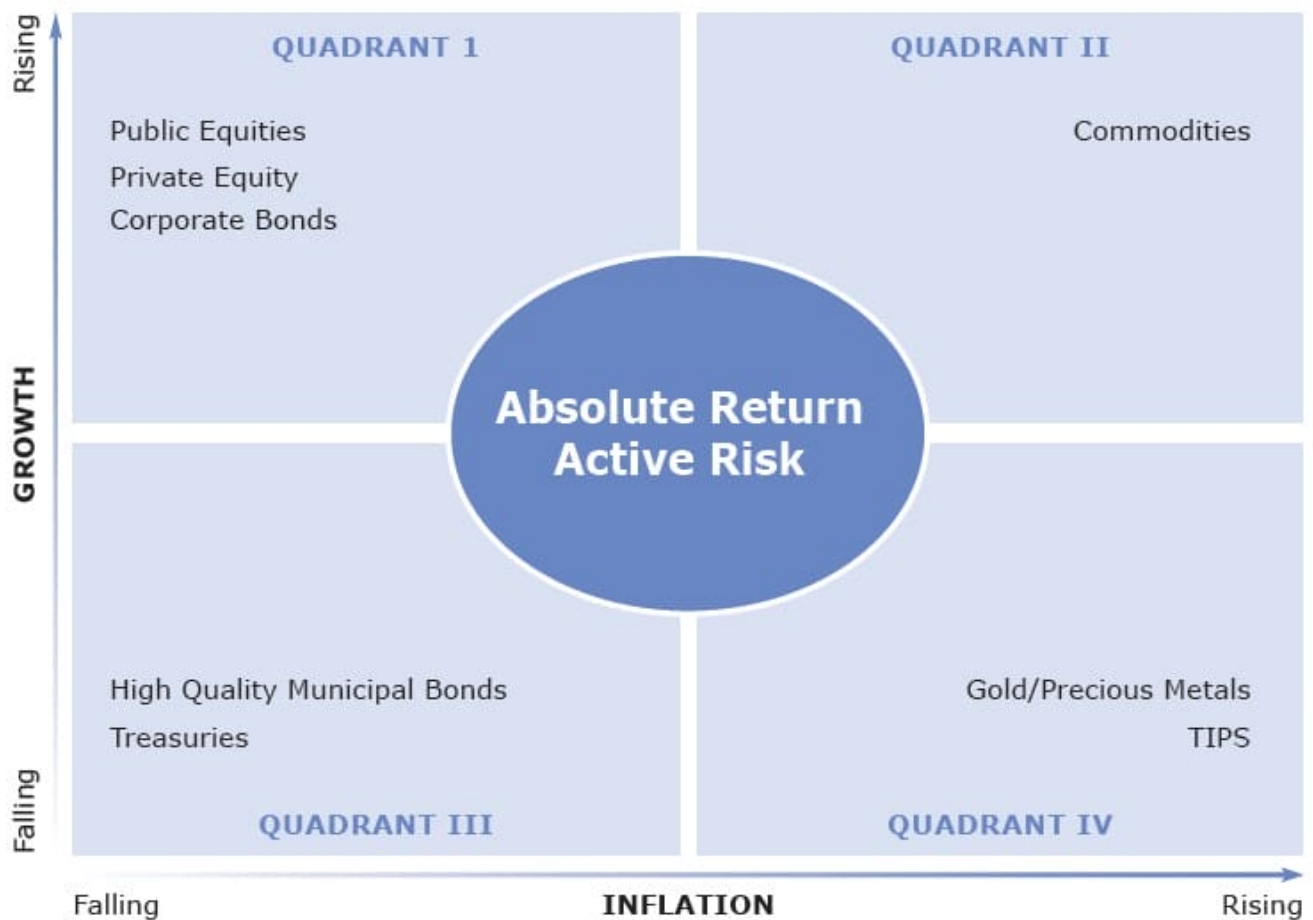 Rising
QUADRANT 1
QUADRANT II
Public Equities
Commodities
Private Equity
Corporate Bonds
GROWTH
Absolute Return
Active Risk
High Quality Municipal Bonds
Gold/Precious Metals
Treasuries
TIPS
Falling
QUADRANT III
QUADRANT IV
Falling
INFLATION
Rising